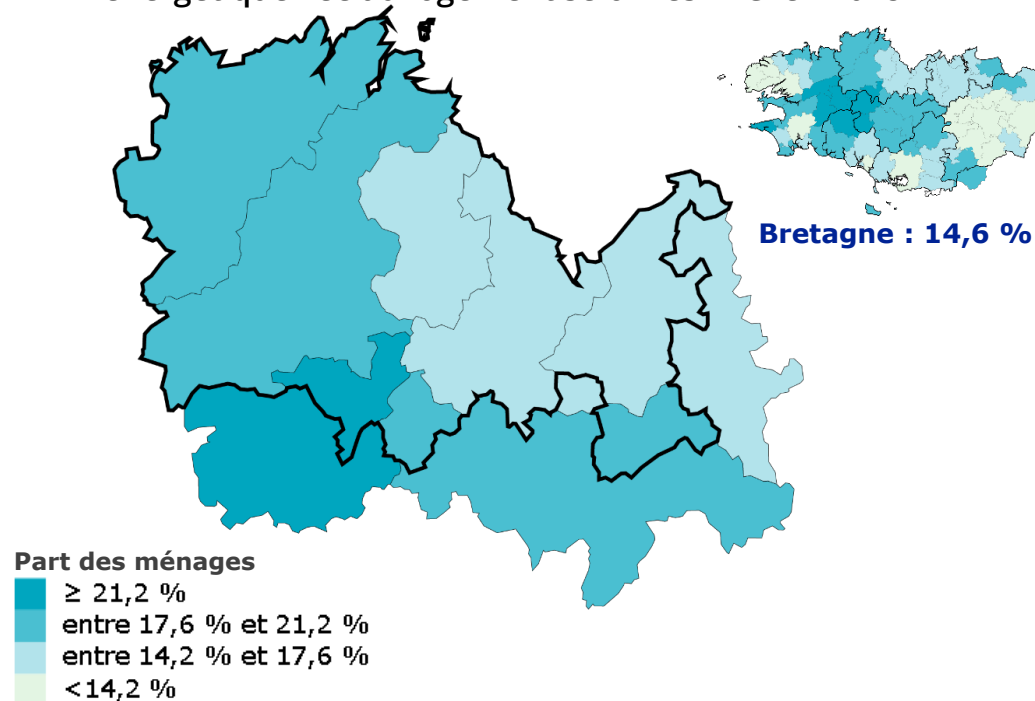 Bretagne : 14,6 %
Part des ménages
≥ 21,2 %
entre 17,6 % et 21,2 %
entre 14,2 % et 17,6 %
<14,2 %